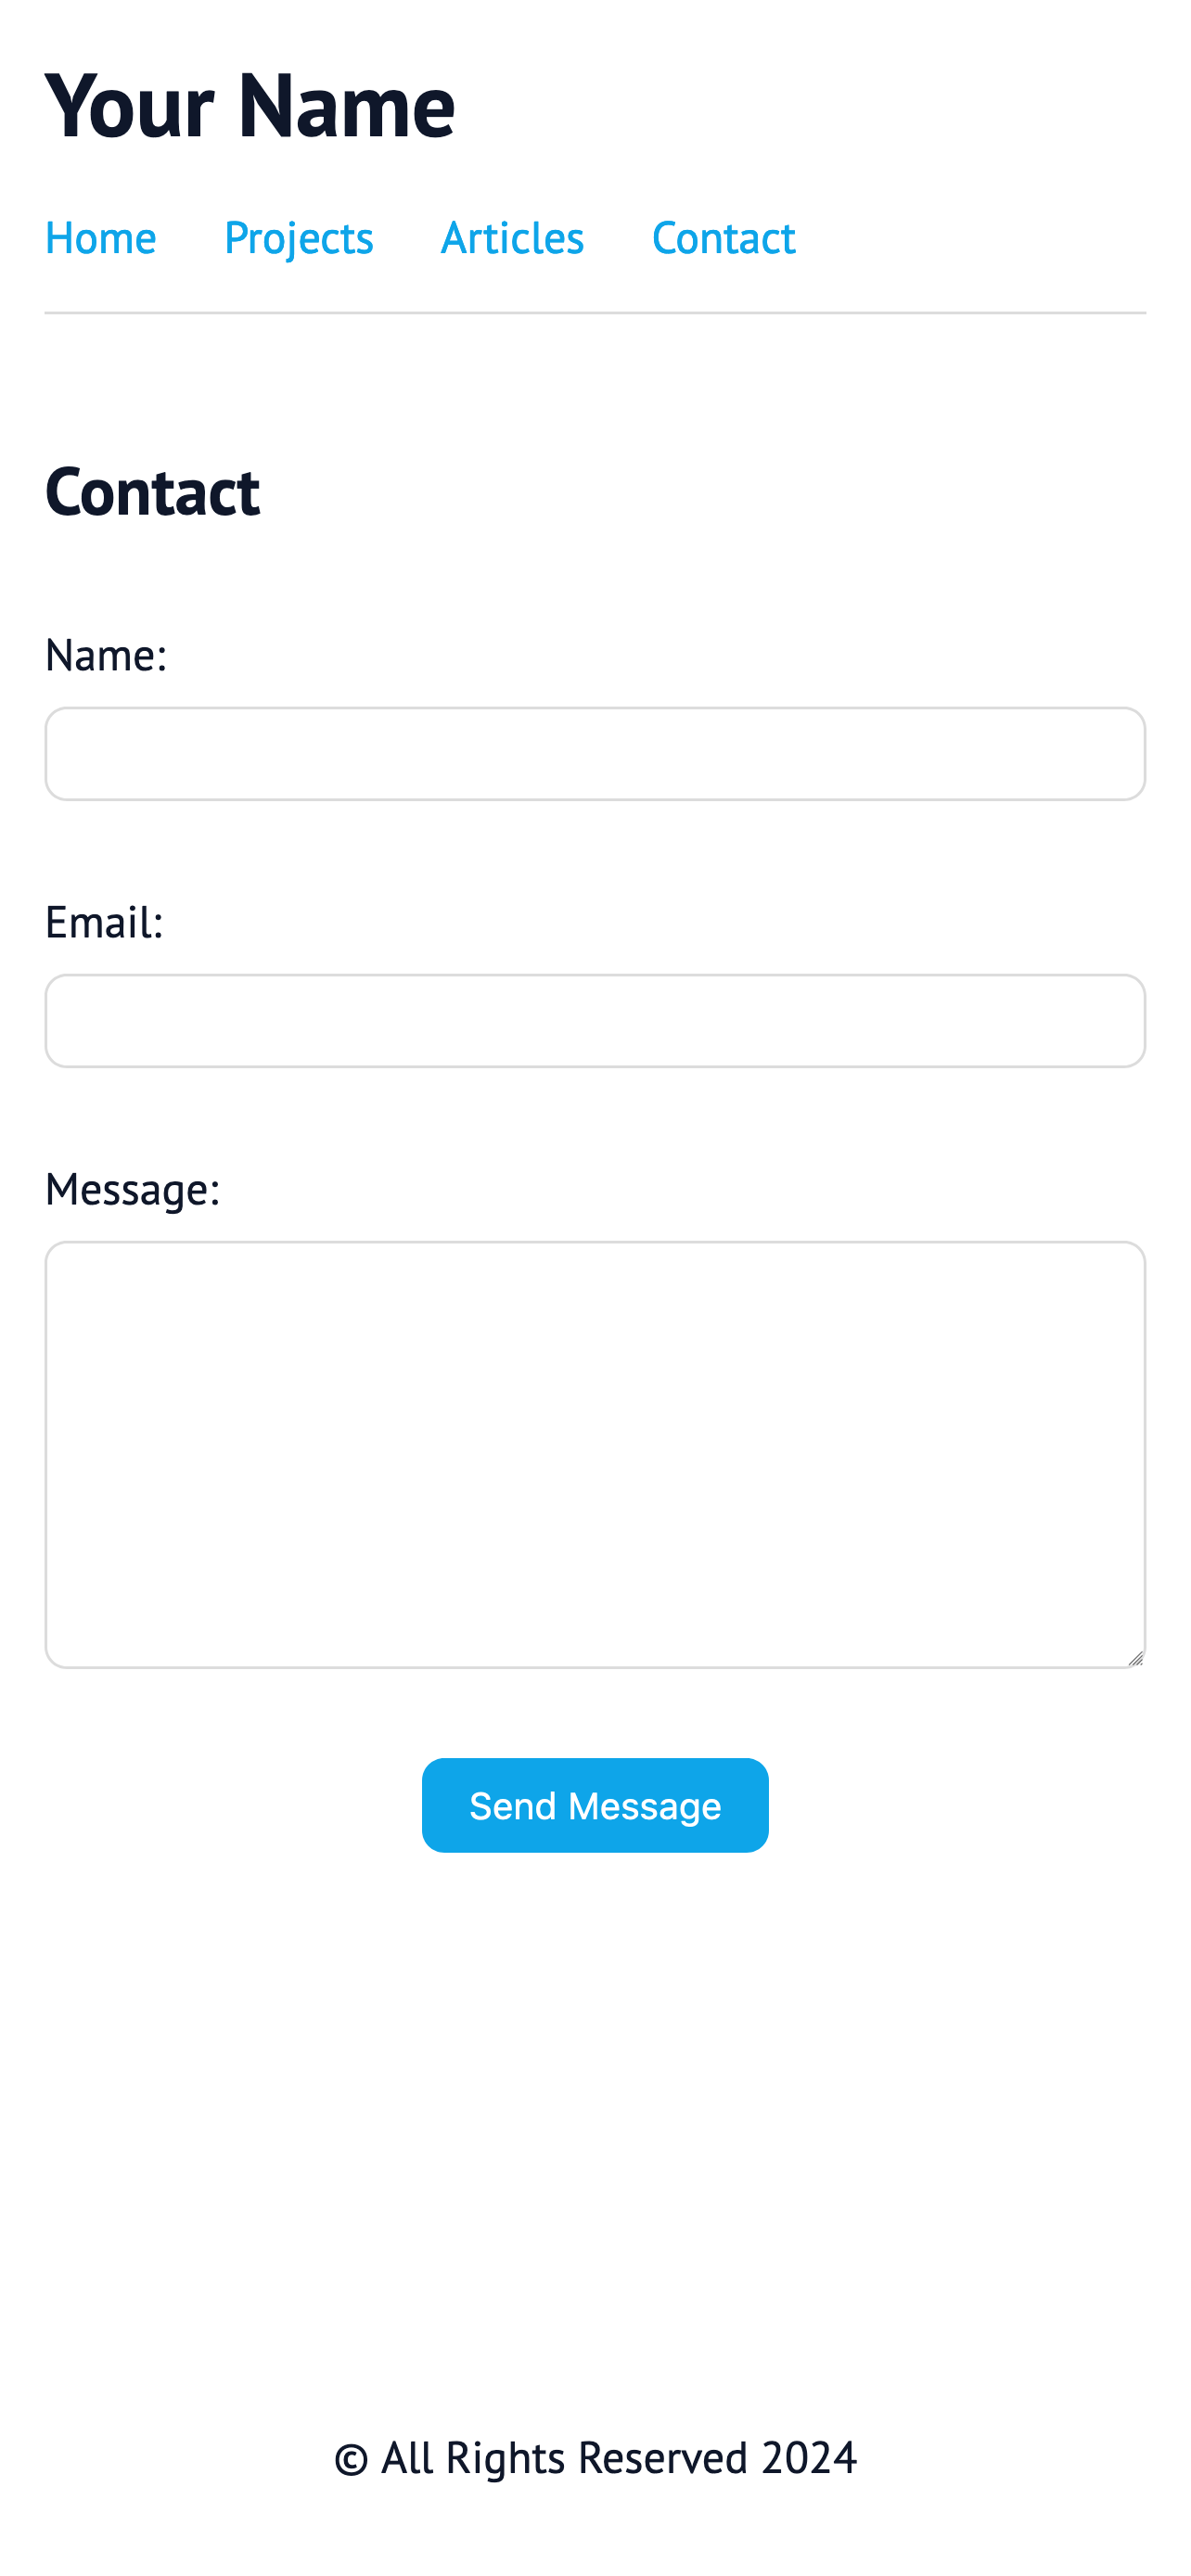 Your Name
Home Projects Articles Contact
Contact
Name:
Email:
Message:
Send Message
© All Rights Reserved 2024